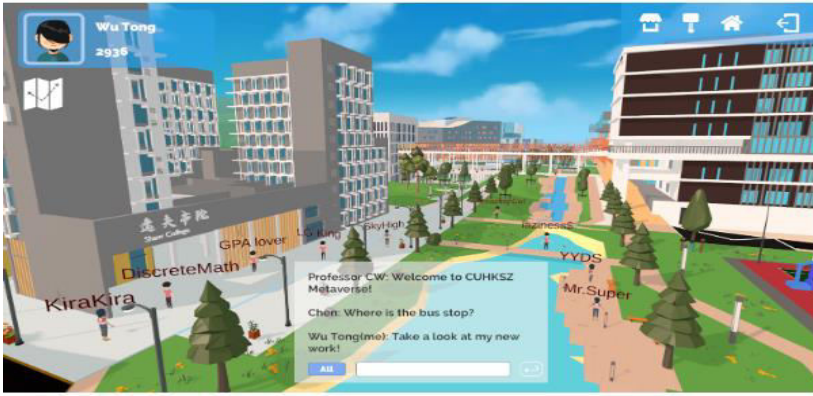 Wu Tong
2936
逸夫書院
Shaw College
KiraKira
DiscreteMath
GPA lover
LG King
SkyHigh
lazinessS
YYDS
Mr.Super
Professor CW: Welcome to CUHKSZ
Metaverse!
Chen: Where is the bus stop?
Wu Tong(me): Take a look at my new
work!
All